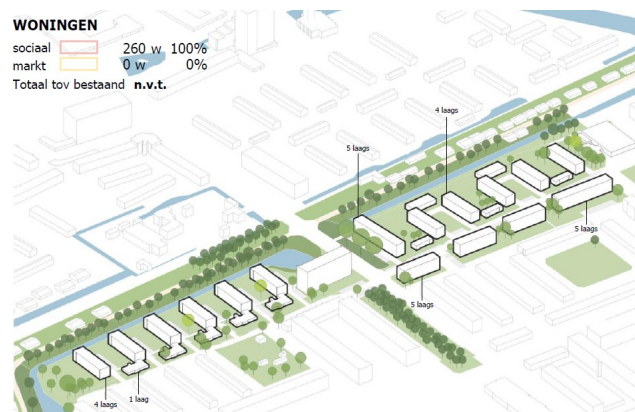 WONINGEN
sociaal 260 w 100%
markt 0 w 0%
Totaal tov bestaand n.v.t.
4 laags
5 laags
5 laags
5 laags
4 laags
1 laag